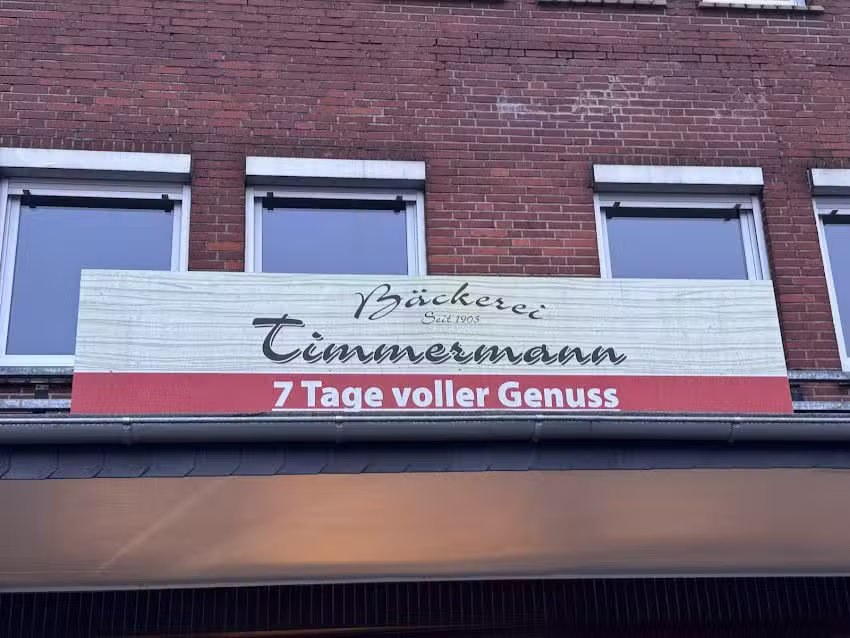 Bäckerei
Seit 1905
Timmermann
7 Tage voller Genuss